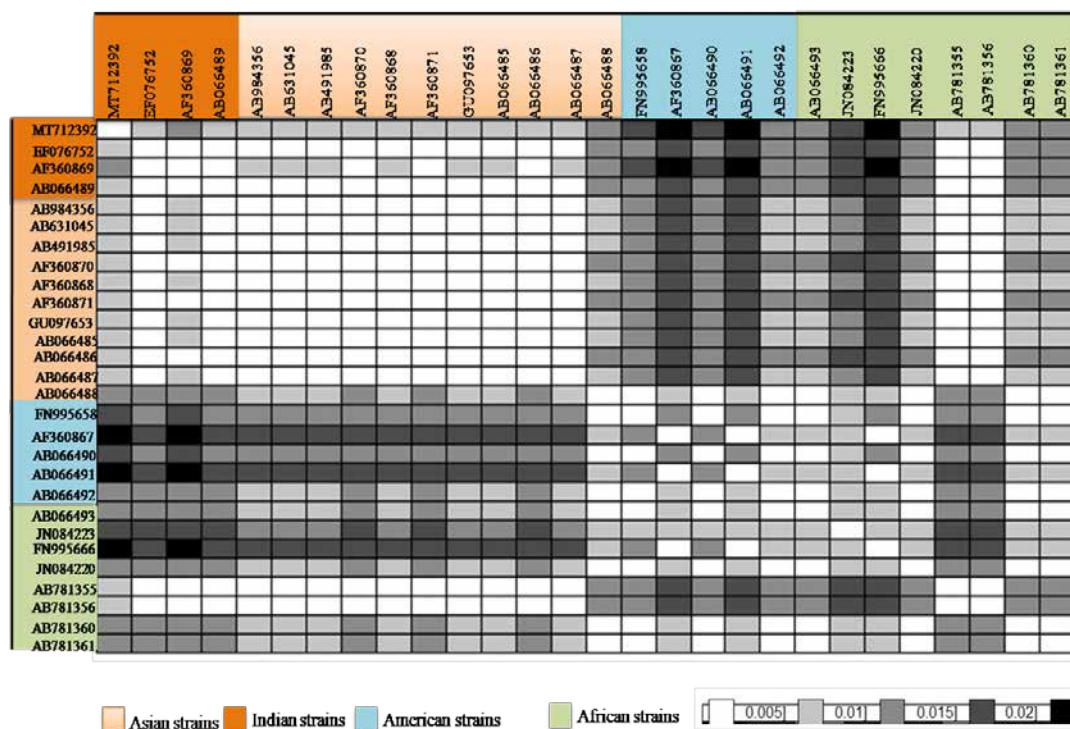 MT712392
EF076752
AF360869
AB066489
AB984356
AB631045
AB491985
AF360870
AF360868
AF360871
GU097653
AB066485
AB066486
AB066487
AB066488
FN995658
AF360867
AB066490
AB066491
AB066492
AB066493
JN084223
FN995666
JN084220
AB781355
AB781356
AB781360
AB781361
MT712392
EF076752
AF360869
AB066489
AB984356
AB631045
AB491985
AF360870
AF360868
AF360871
GU097653
AB066485
AB066486
AB066487
AB066488
FN995658
AF360867
AB066490
AB066491
AB066492
AB066493
JN084223
FN995666
JN084220
AB781355
AB781356
AB781360
AB781361
Asian strains Indian strains American strains African strains 0.005 0.01 0.015 0.02